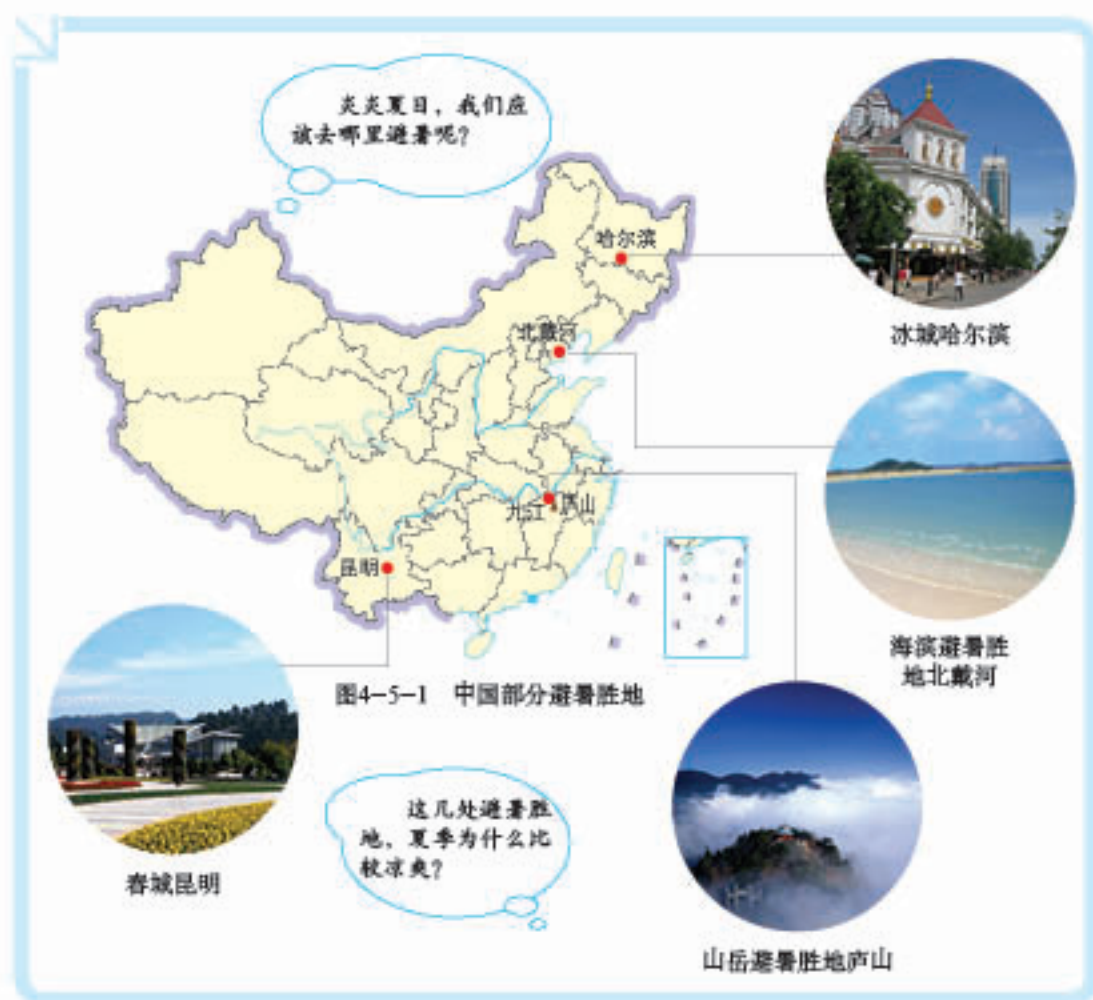 炎炎夏日，我们应
该去哪里避暑呢？
哈尔滨
冰城哈尔滨
北戴河
海滨避暑胜
地北戴河
九江
庐山
昆明
图4-5-1 中国部分避暑胜地
春城昆明
这几处避暑胜
地，夏季为什么比
较凉爽？
山岳避暑胜地庐山